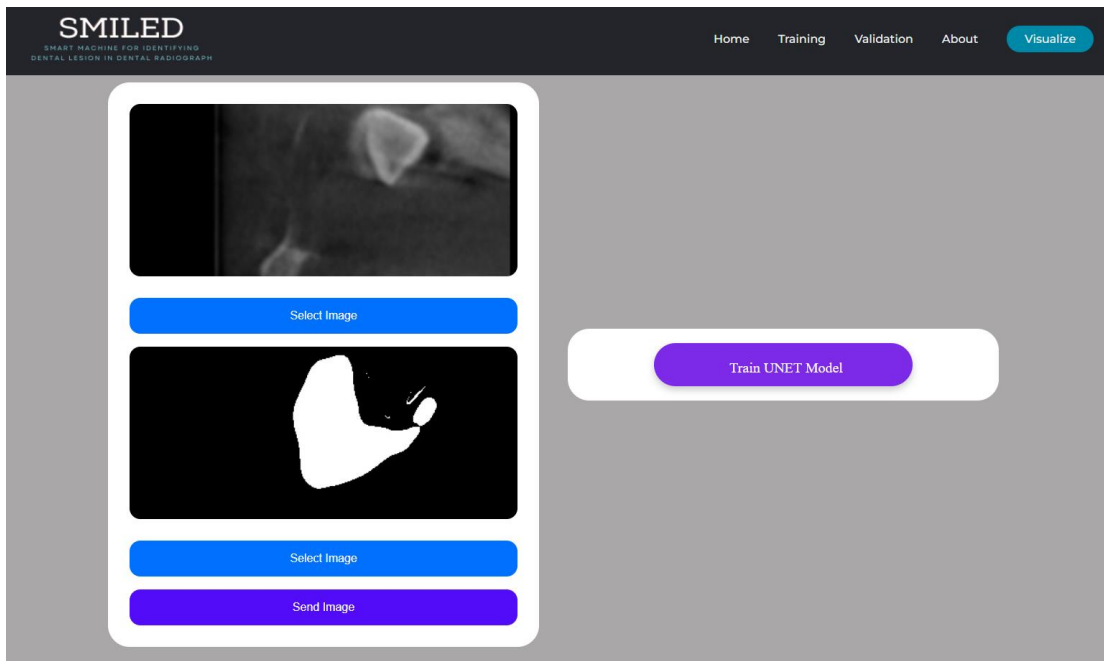 SMILED
SMART MACHINE FOR IDENTIFYING
DENTAL LESION IN DENTAL RADIOGRAPH
Home Training Validation About Visualize
Select Image
Train UNET Model
Select Image
Send Image